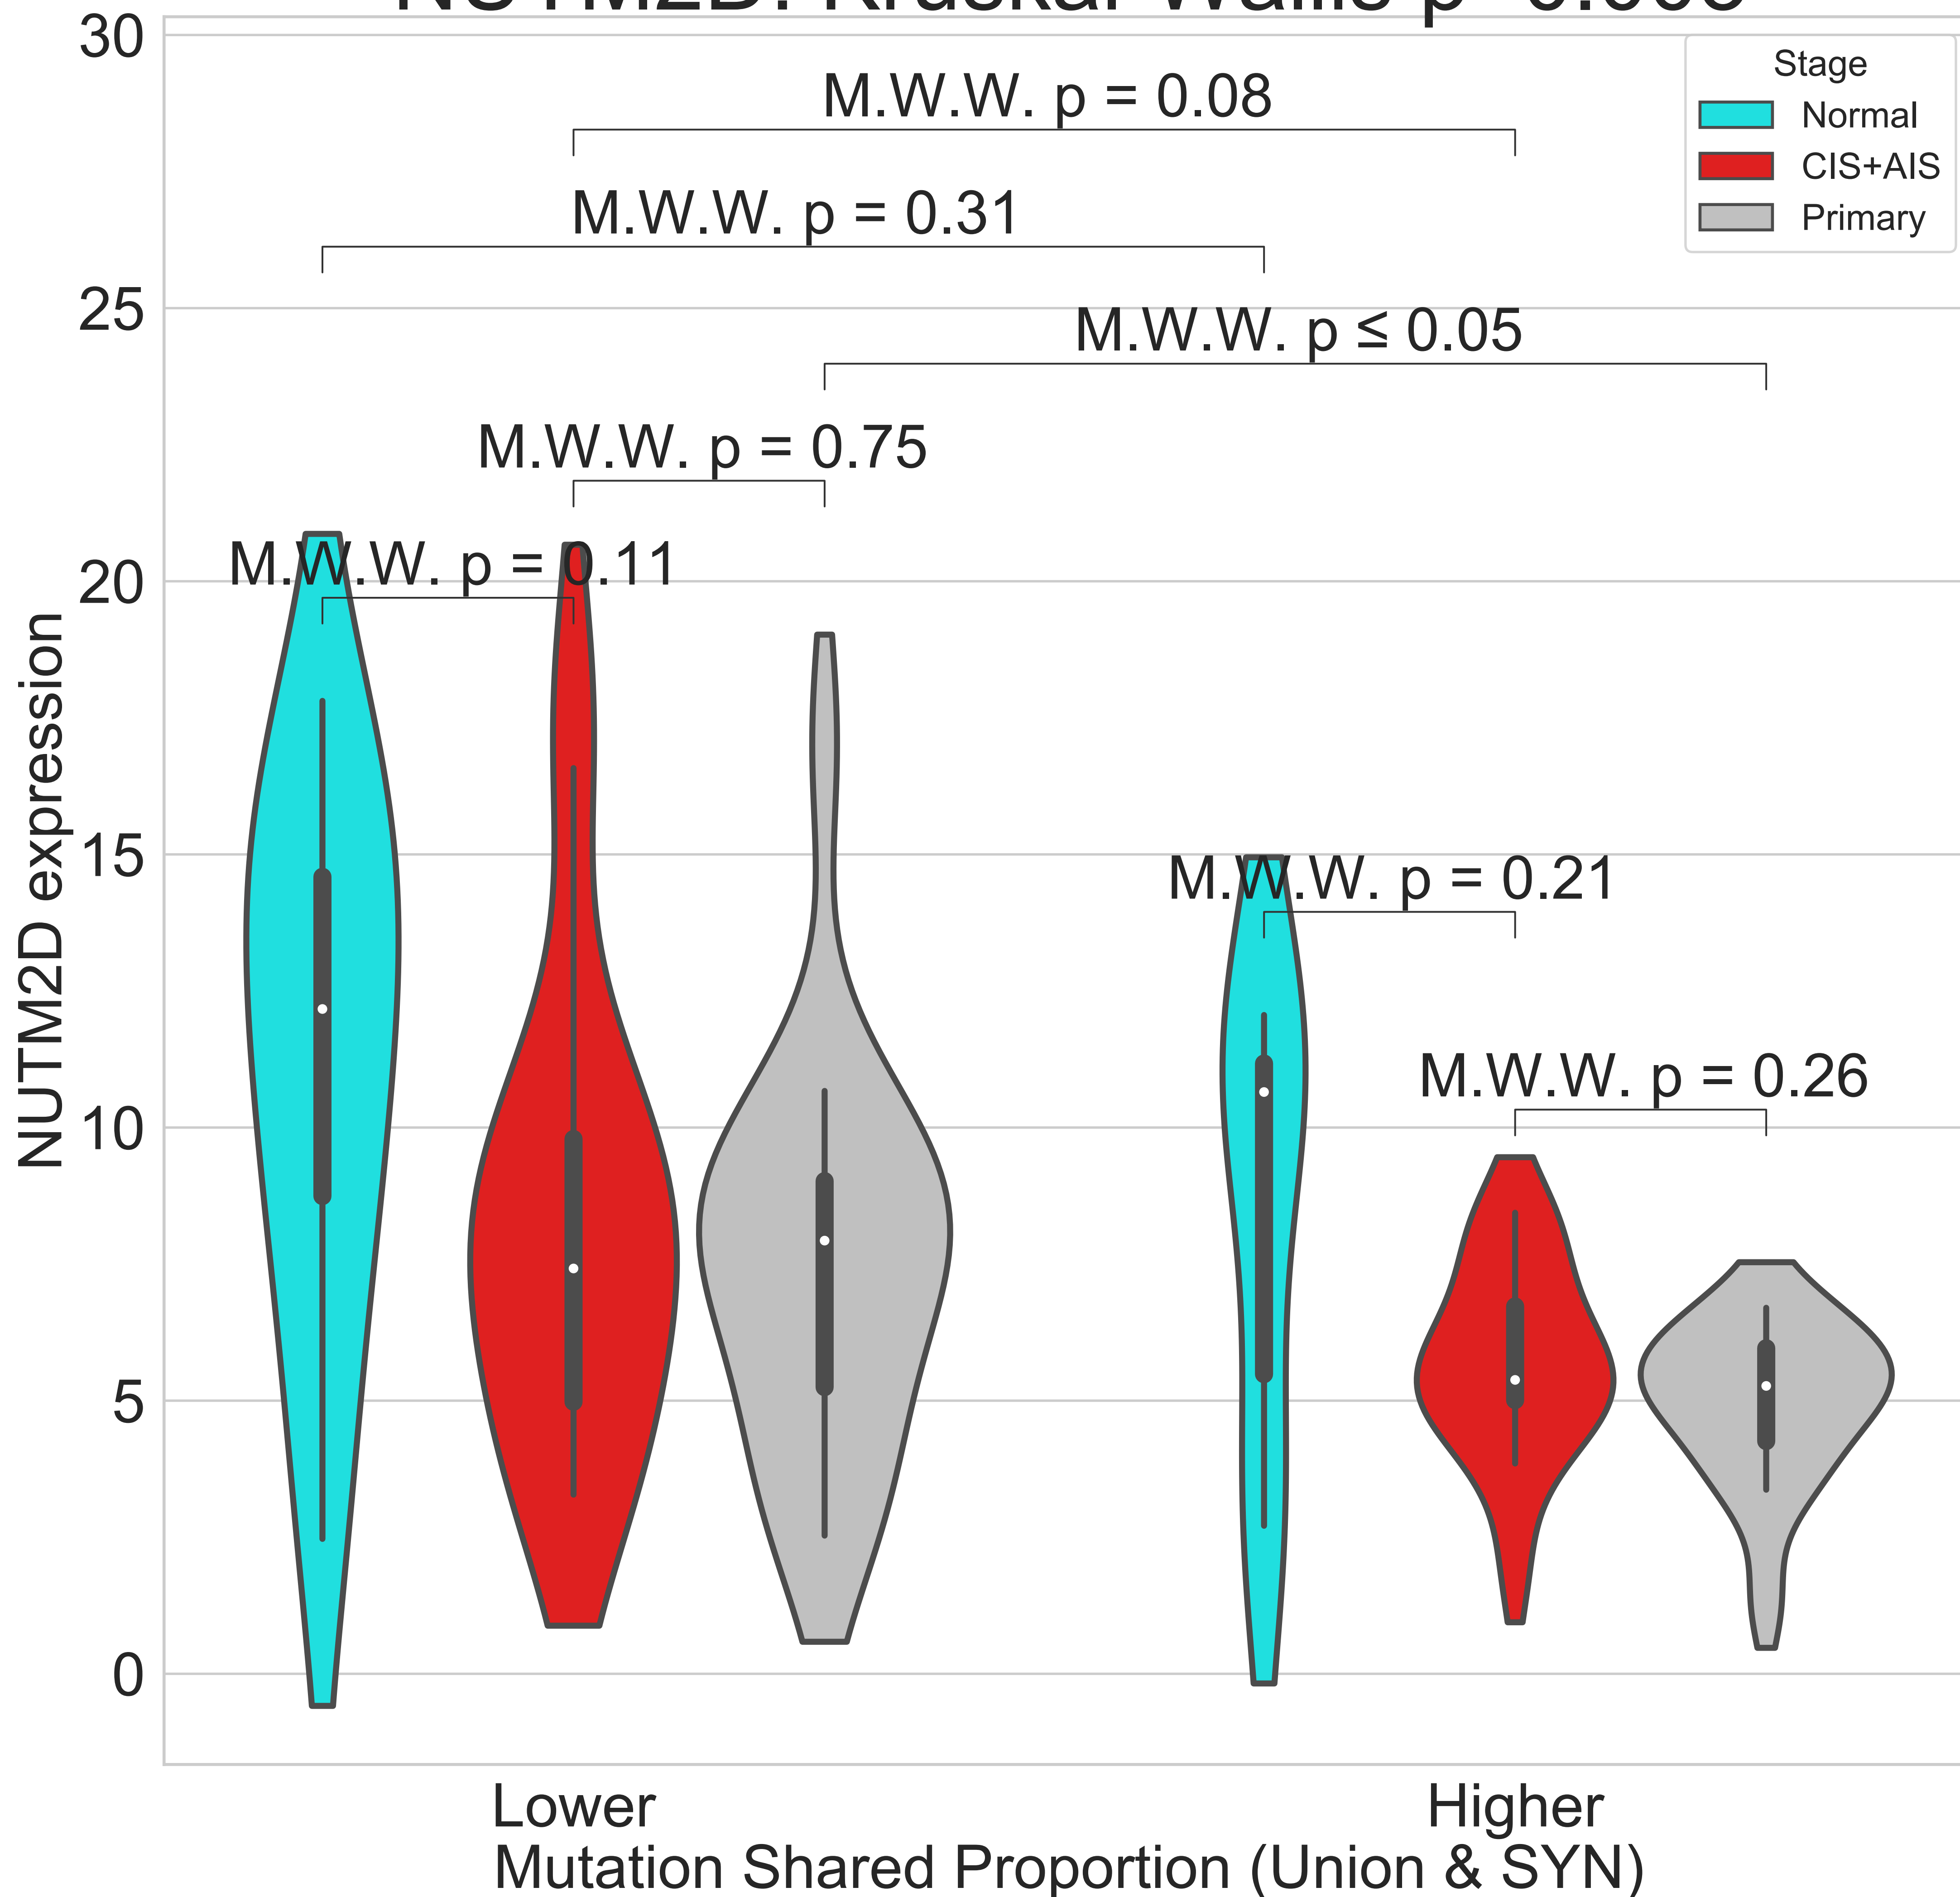 30
25
20
15
10
5
0
NUTM2D expression
M.W.W. p = 0.08
M.W.W. p = 0.31
M.W.W. p ≤ 0.05
M.W.W. p = 0.75
M.W.W. p = 0.11
M.W.W. p = 0.21
M.W.W. p = 0.26
Stage
Normal
CIS+AIS
Primary
Lower
Higher
Mutation Shared Proportion (Union & SYN)